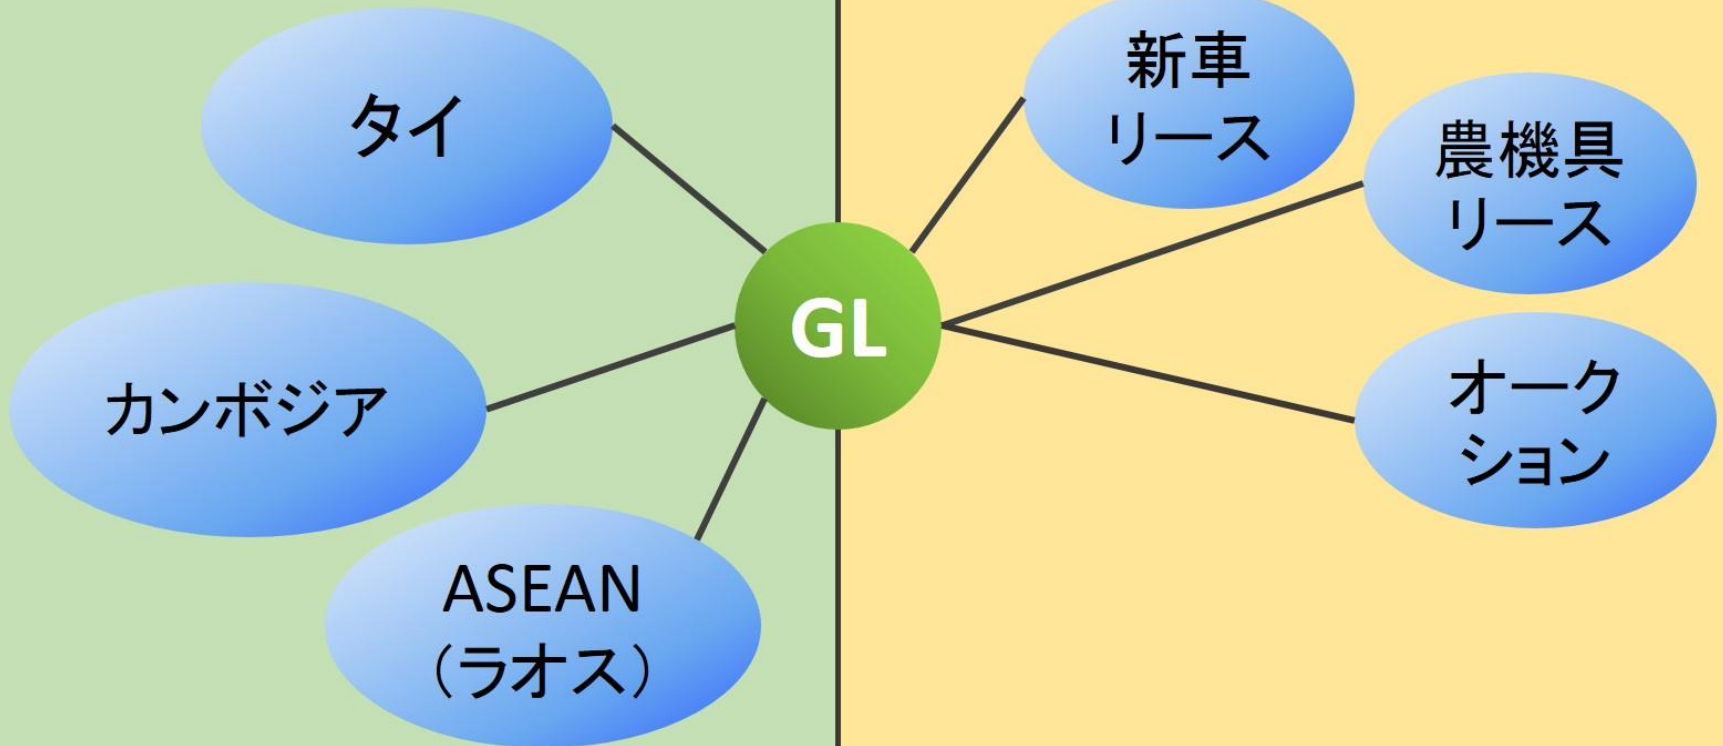 タイ
カンボジア
ASEAN
（ラオス）
GL
新車
リース
農機具
リース
オーク
ション